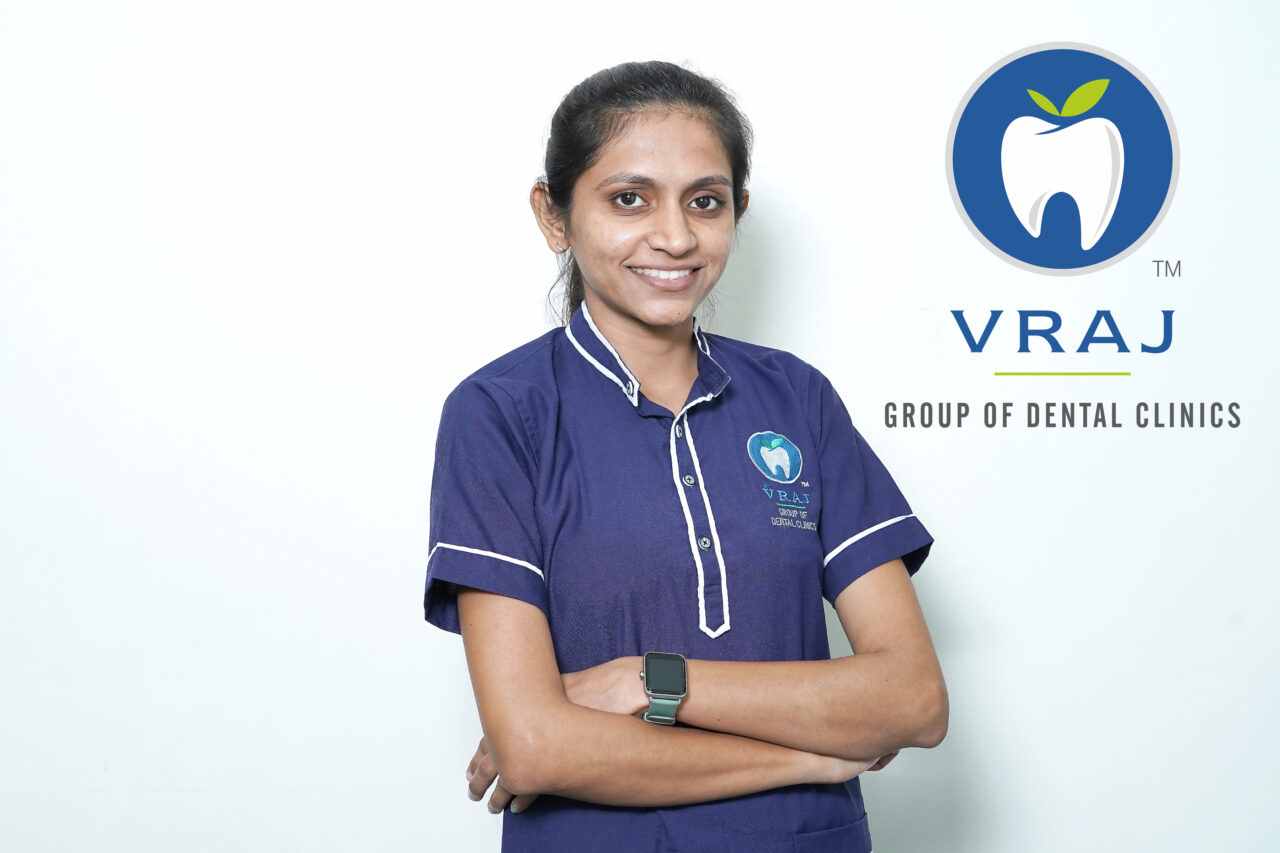 TM
VRAJ
GROUP OF DENTAL CLINICS
TM
VRAJ
GROUP OF
DENTAL CLINICS